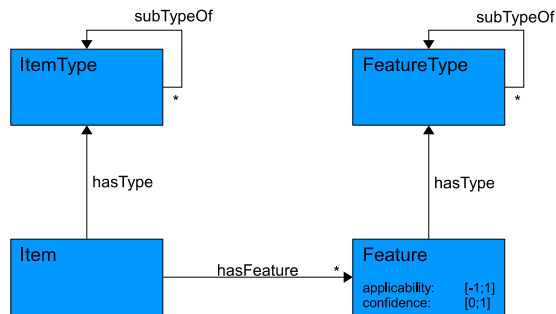 subTypeOf
subTypeOf
ItemType
FeatureType
*
*
hasType
hasType
Item
Feature
hasFeature
*
applicability: [-1;1]
confidence: [0;1]